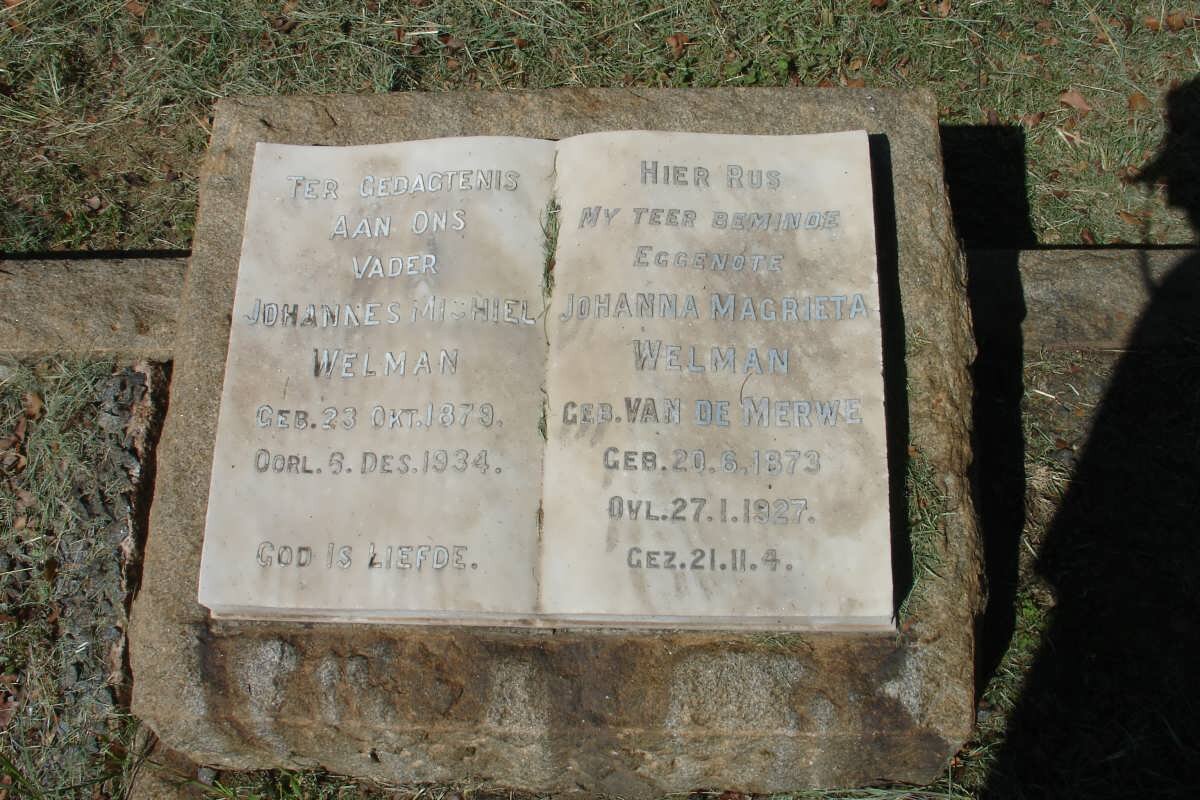 TER GEDAGTENIS
AAN ONS
VADER
JOHANNES MICHIEL
WELMAN
GEB. 23 OKT. 1879.
OORL. 6. DES. 1934.
GOD IS LIEFDE.
HIER RUS
MY TEER BEMINDE
EGGENOTE
JOHANNA MAGRIETA
WELMAN
GEB. VAN DE MERWE
GEB. 20.6.1873
OVL. 27.1.1927.
GEZ. 21.11.4.